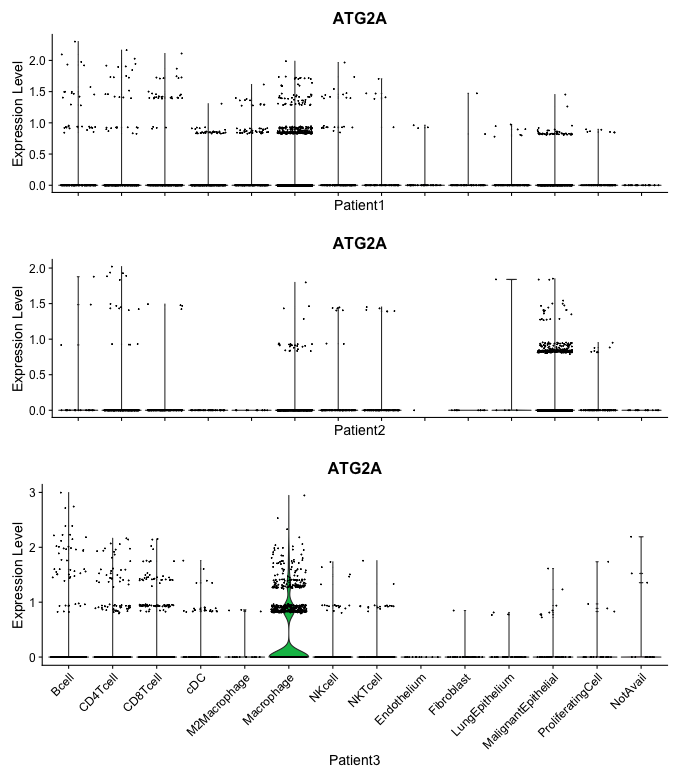 ATG2A
Expression Level
2.0
1.5
1.0
0.5
0.0
Patient1
ATG2A
Expression Level
2.0
1.5
1.0
0.5
0.0
Patient2
ATG2A
Expression Level
3
2
1
0
Bcell
CD4Tcell
CD8Tcell
cDC
M2Macrophage
Macrophage
NKcell
NKTcell
Endothelium
Fibroblast
LungEpithelium
MalignantEpithelial
ProliferatingCell
NotAvail
Patient3